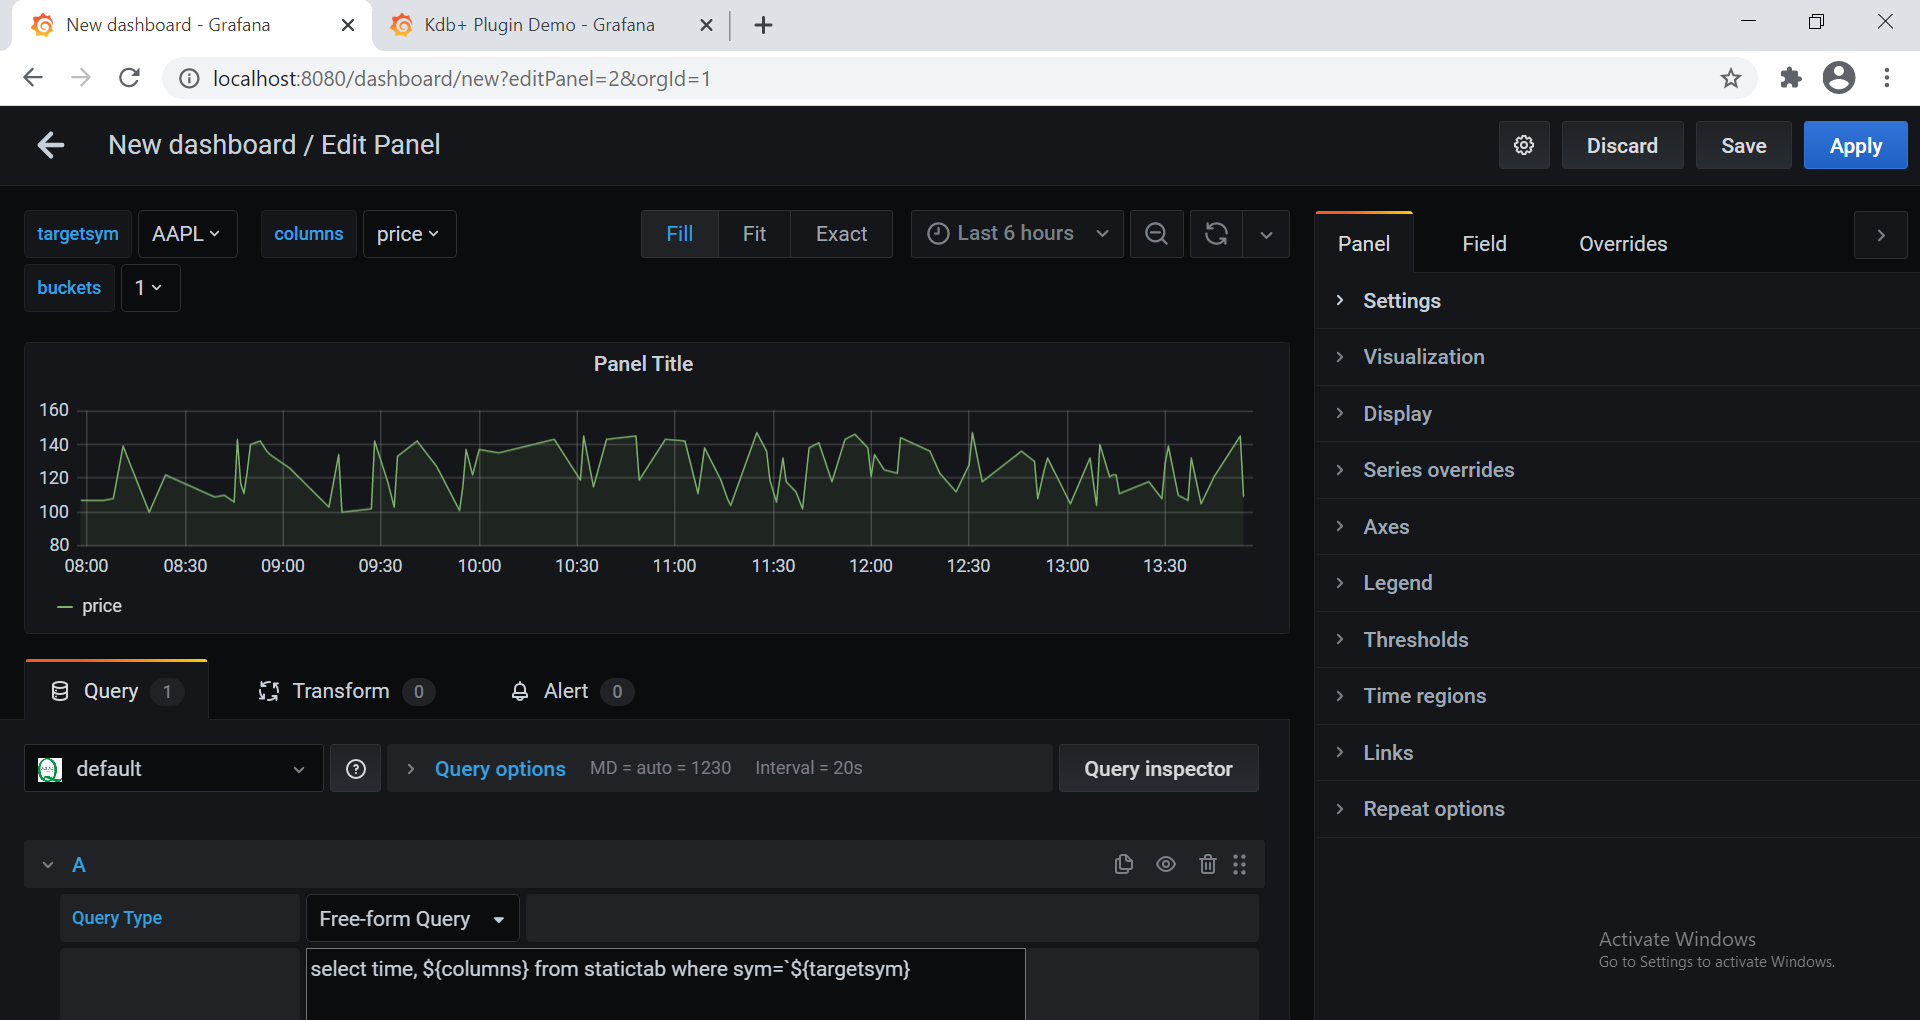 New dashboard - Grafana
Kdb+ Plugin Demo - Grafana
localhost:8080/dashboard/new?editPanel=2&orgId=1
New dashboard / Edit Panel
Discard
Save
Apply
targetsym AAPL columns price
Fill Fit Exact
Last 6 hours
buckets 1
Panel Title
160
140
120
100
80
08:00 08:30 09:00 09:30 10:00 10:30 11:00 11:30 12:00 12:30 13:00 13:30
price
Query 1
Transform 0
Alert 0
default
Query options MD = auto = 1230 Interval = 20s
Query inspector
A
Query Type Free-form Query
select time, ${columns} from statictab where sym=`${targetsym}
Panel Field Overrides
Settings
Visualization
Display
Series overrides
Axes
Legend
Thresholds
Time regions
Links
Repeat options
Activate Windows
Go to Settings to activate Windows.